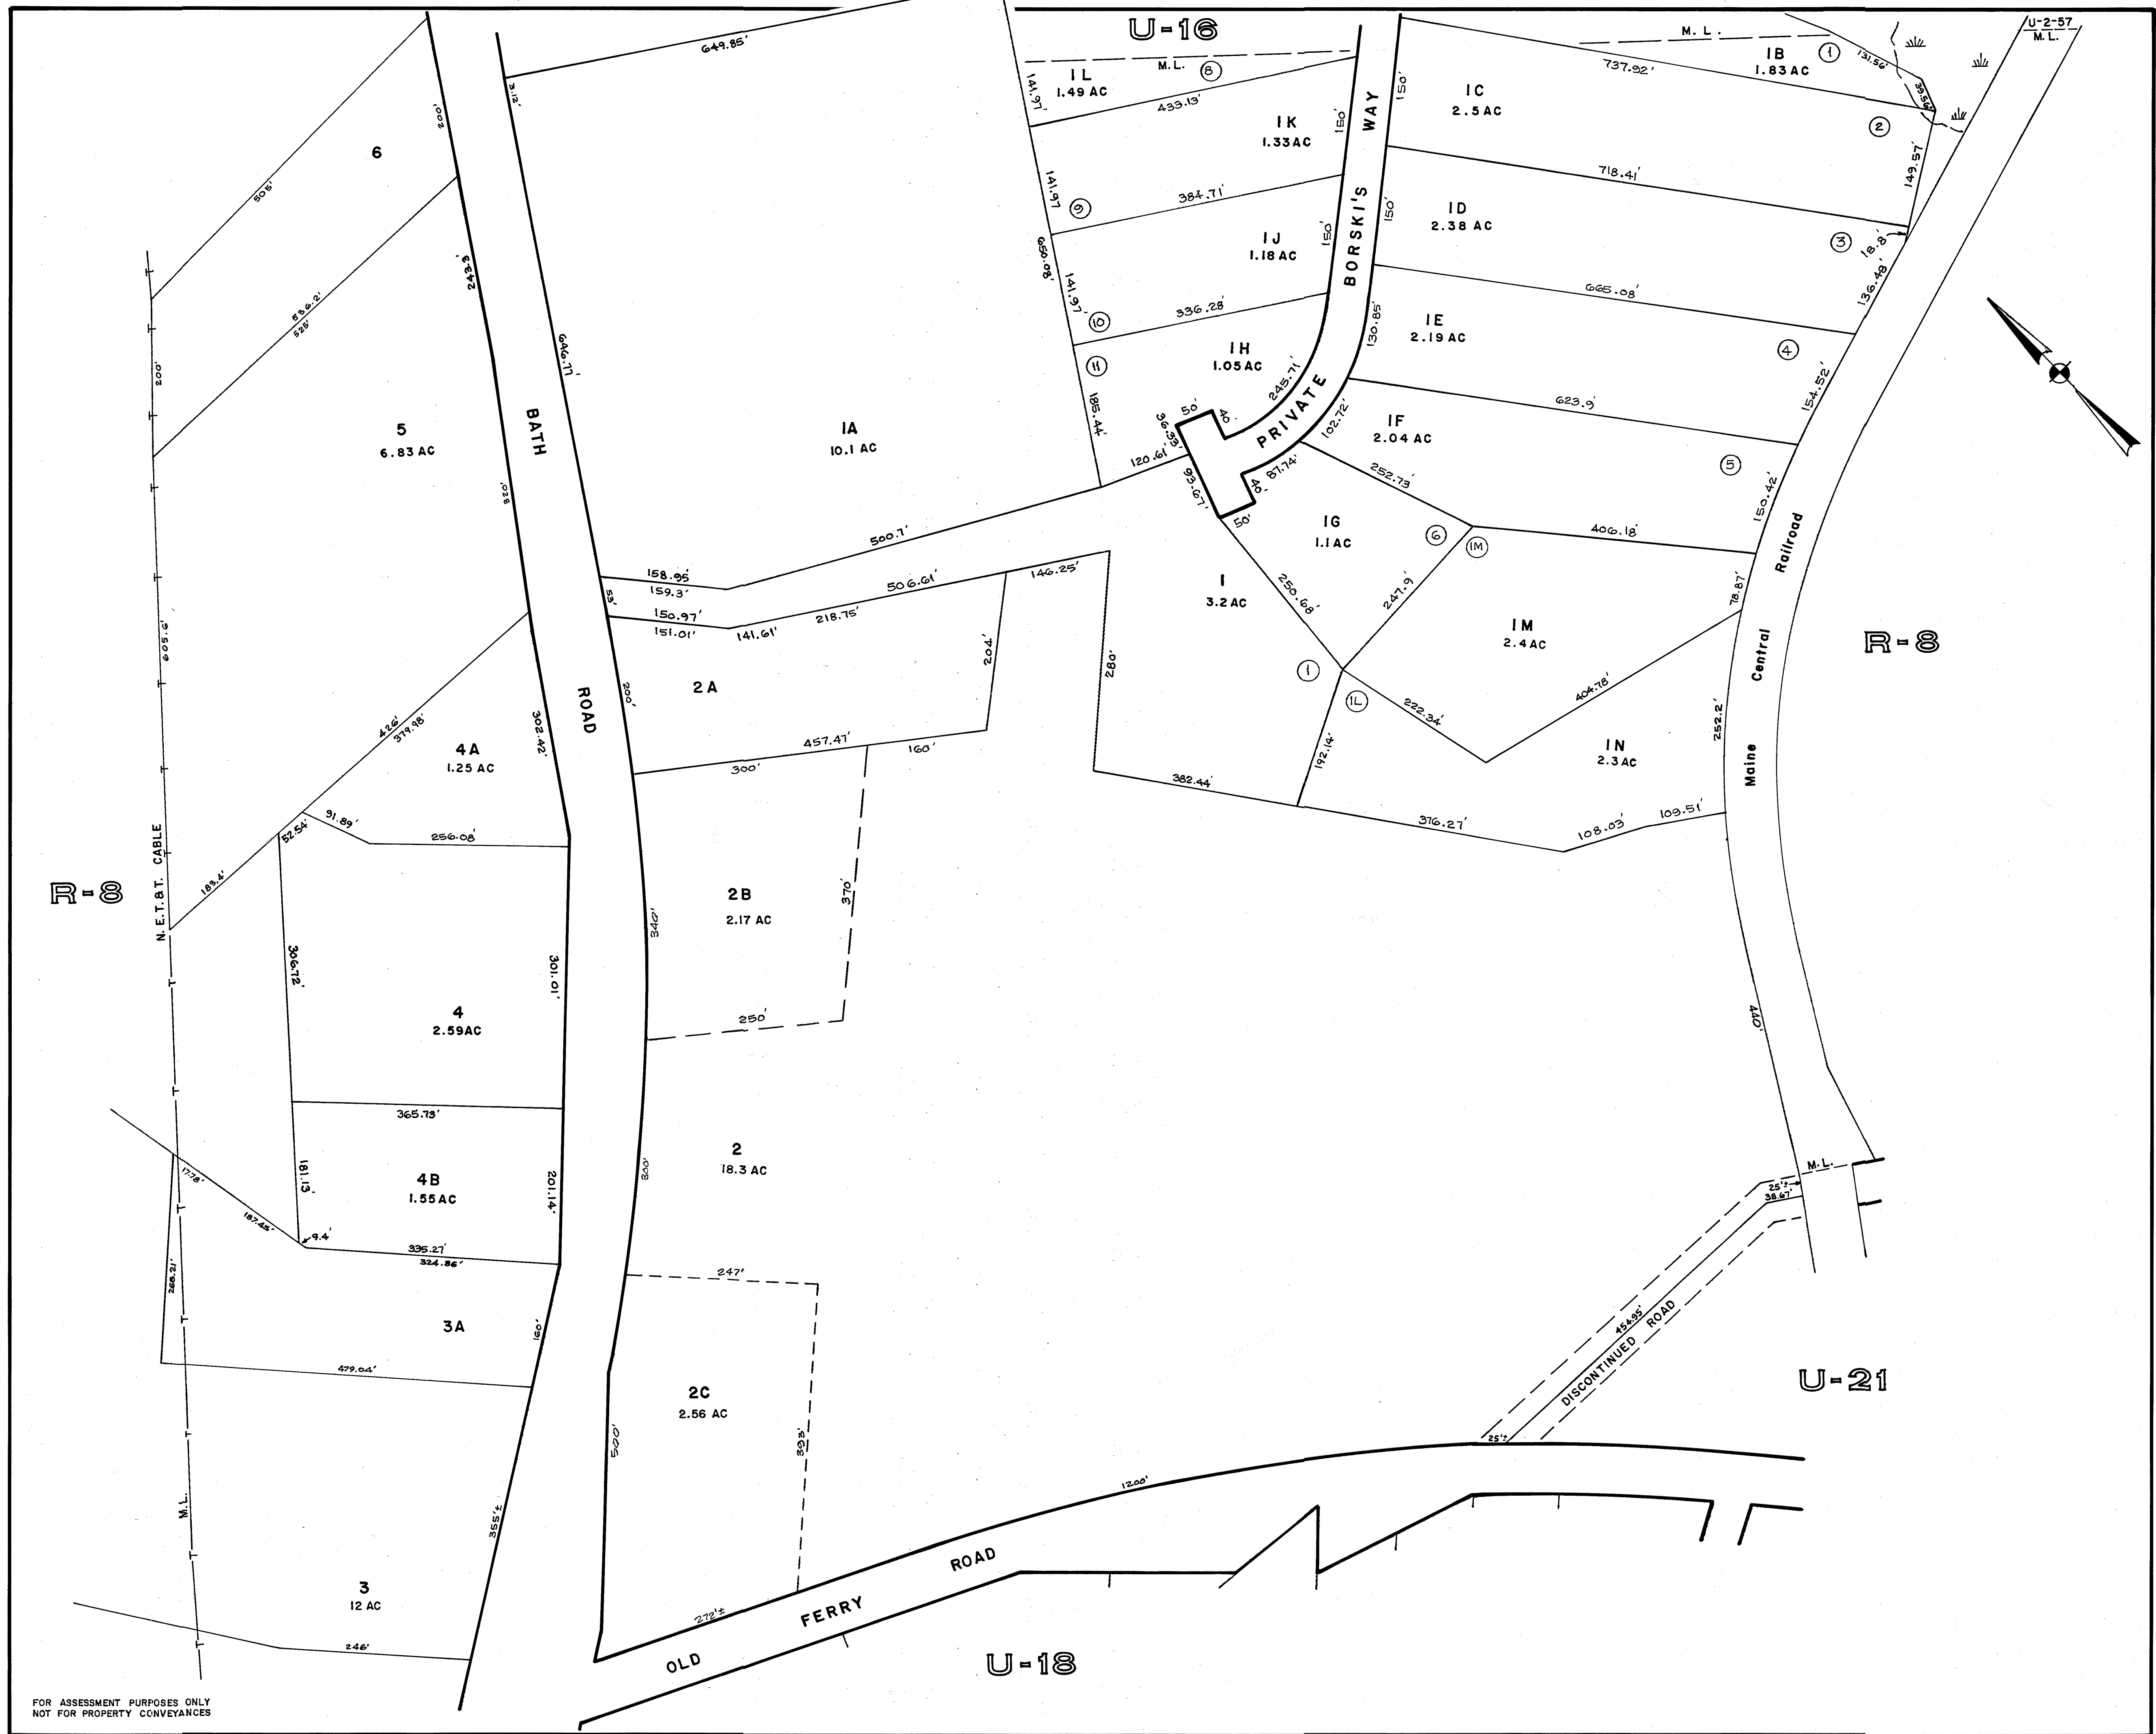 U-16
U-2-57
M.L.
649.85'
M.L.
M. L.
8
1L
1.49 AC
141.97'
433.13'
3.12'
200'
6
505'
1K
1.33AC
150'
150'
1C
2.5 AC
737.92'
1B
1.83 AC
1
131.56'
39.56'
2
149.57'
718.41'
141.97
9
384.71'
150'
150'
1D
2.38 AC
3
18.8'
136.48'
650.08'
1J
1.18 AC
BORSKI'S WAY
PRIVATE
665.08'
243.3'
536.2'
525'
141.97'
10
336.28'
130.85'
1E
2.19 AC
4
154.52'
646.77'
200'
11
1H
1.05AC
245.71'
102.72'
623.9'
185.44'
50'
40'
36.33'
1F
2.04 AC
5
150.42'
5
6.83 AC
BATH
ROAD
820'
1A
10.1 AC
120.61'
93.67'
87.74'
40'
50'
252.73'
500.7'
1G
1.1 AC
6
1M
406.18'
Maine Central Railroad
158.95'
159.3'
53'
506.61'
146.25'
1
3.2 AC
250.68'
247.9'
78.87'
150.97'
151.01'
141.61'
218.75'
204'
280'
1M
2.4 AC
R-8
605.6'
2A
200'
1
1L
404.78'
222.34'
252.2'
426'
379.98'
302.42'
4A
1.25 AC
457.47'
300'
160'
192.14'
1N
2.3 AC
382.44'
376.27'
108.03'
109.51'
91.89'
52.54'
256.08'
183.4'
R-8
N. E.T.&T. CABLE
2B
2.17 AC
370'
340'
306.72'
301.01'
4
2.59AC
250'
440'
365.73'
2
18.3 AC
300'
181.13'
4B
1.55 AC
201.14'
17.78'
187.45'
9.4'
335.27'
324.86'
M.L.
25'±
38.67'
268.21'
247'
3A
160'
479.04'
454.95'
DISCONTINUED ROAD
U-21
2C
2.56 AC
500'
393'
25'±
1200'
M.L.
355'±
3
12 AC
272'±
OLD FERRY ROAD
246'
U-18
FOR ASSESSMENT PURPOSES ONLY
NOT FOR PROPERTY CONVEYANCES